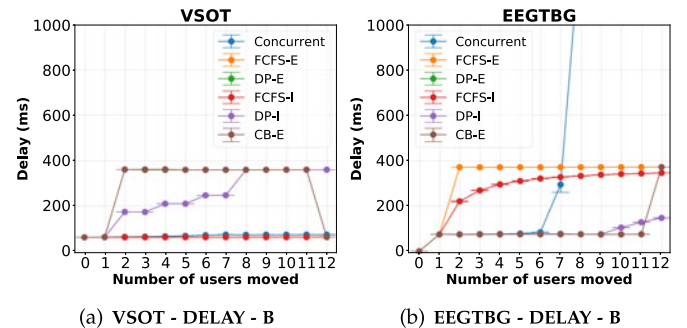 VSOT
1000
800
600
400
200
0
Delay (ms)
Concurrent
FCFS-E
DP-E
FCFS-I
DP-I
CB-E
0 1 2 3 4 5 6 7 8 9 10 11 12
Number of users moved
(a) VSOT - DELAY - B
EEGTBG
1000
800
600
400
200
0
Delay (ms)
Concurrent
FCFS-E
DP-E
FCFS-I
DP-I
CB-E
0 1 2 3 4 5 6 7 8 9 10 11 12
Number of users moved
(b) EEGTBG - DELAY - B